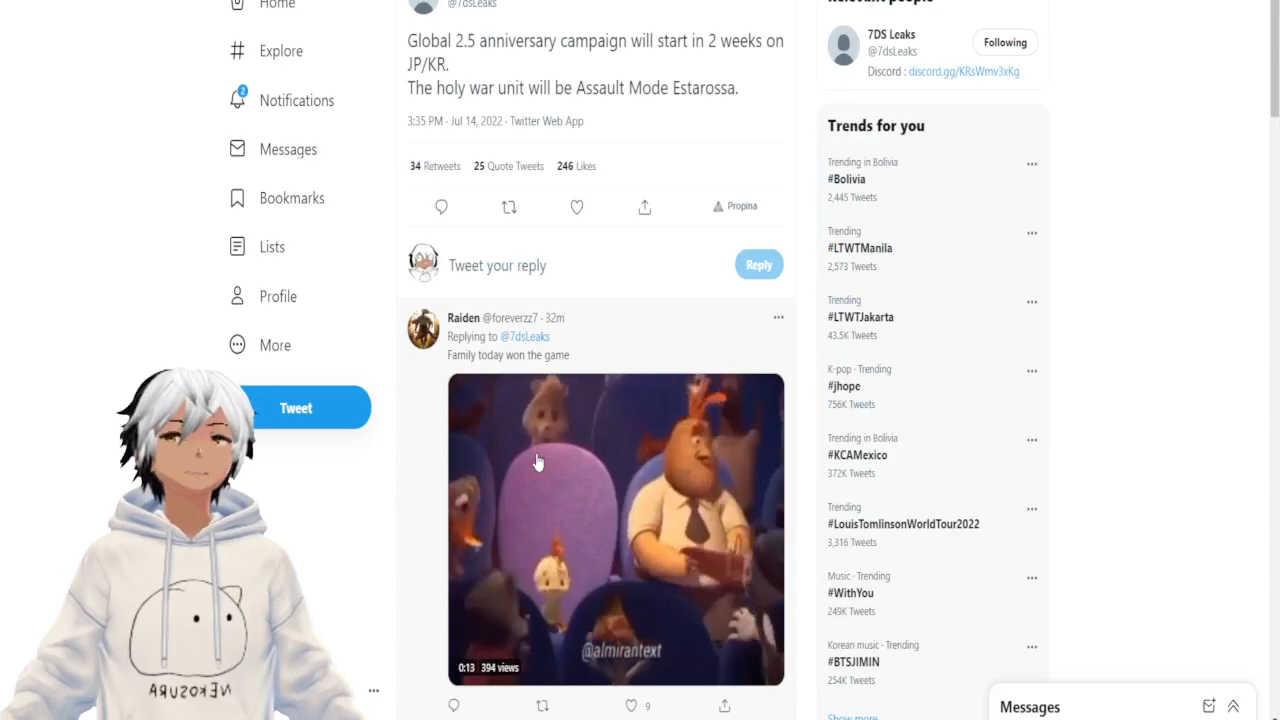 Home
Explore
2
Notifications
Messages
Bookmarks
Lists
Profile
More
Tweet
@7dsLeaks
Global 2.5 anniversary campaign will start in 2 weeks on
JP/KR.
The holy war unit will be Assault Mode Estarossa.
3:35 PM · Jul 14, 2022 · Twitter Web App
34 Retweets 25 Quote Tweets 246 Likes
Propina
Tweet your reply
Reply
Raiden @foreverzz7 · 32m
Replying to @7dsLeaks
Family today won the game
@almirantext
0:13 394 views
9
Relevant people
7DS Leaks
@7dsLeaks
Following
Discord : discord.gg/KRsWmv3xKg
Trends for you
Trending in Bolivia
#Bolivia
2,445 Tweets
Trending
#LTWTManila
2,573 Tweets
Trending
#LTWTJakarta
43.5K Tweets
K-pop · Trending
#jhope
756K Tweets
Trending in Bolivia
#KCAMexico
372K Tweets
Trending
#LouisTomlinsonWorldTour2022
3,316 Tweets
Music · Trending
#WithYou
249K Tweets
Korean music · Trending
#BTSJIMIN
254K Tweets
Show more
Messages
NEKOZURA